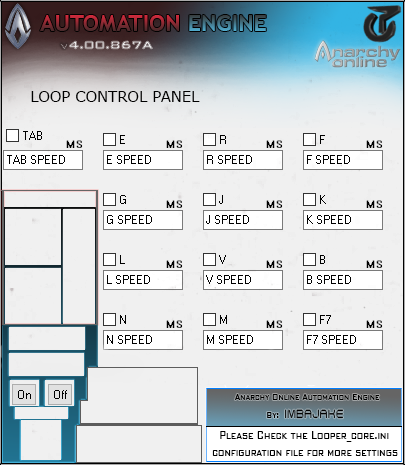 AUTOMATION ENGINE
v4.00.867A
Anarchy
online
LOOP CONTROL PANEL
TAB MS
E MS
R MS
F MS
TAB SPEED
E SPEED
R SPEED
F SPEED
G MS
J MS
K MS
G SPEED
J SPEED
K SPEED
L MS
V MS
B MS
L SPEED
V SPEED
B SPEED
N MS
M MS
F7 MS
N SPEED
M SPEED
F7 SPEED
On
Off
Anarchy Online Automation Engine
By: IMBAJAKE
Please Check the Looper_core.ini
configuration file for more settings